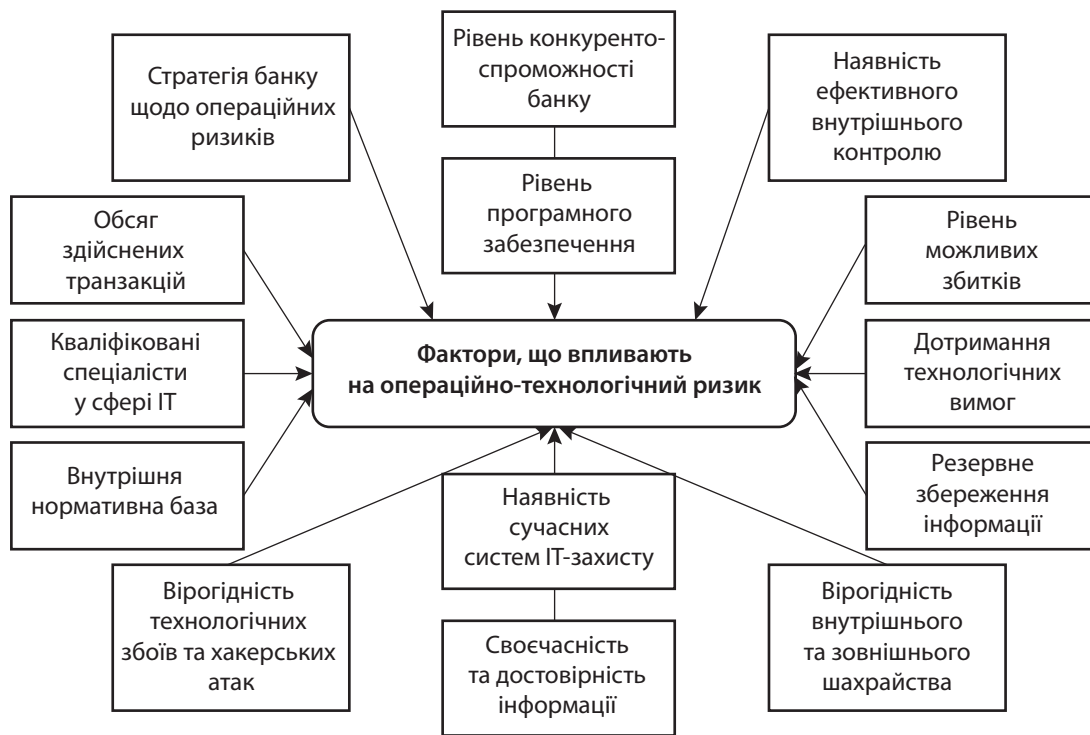 Стратегія банку
щодо операційних
ризиків
Рівень конкуренто-
спроможності
банку
Наявність
ефективного
внутрішнього
контролю
Рівень
програмного
забезпечення
Обсяг
здійснених
транзакцій
Рівень
можливих
збитків
Кваліфіковані
спеціалісти
у сфері ІТ
Фактори, що впливають
на операційно-технологічний ризик
Дотримання
технологічних
вимог
Внутрішня
нормативна база
Наявність
сучасних
систем ІТ-захисту
Резервне
збереження
інформації
Вірогідність
технологічних
збоїв та хакерських
атак
Своєчасність
та достовірність
інформації
Вірогідність
внутрішнього
та зовнішнього
шахрайства